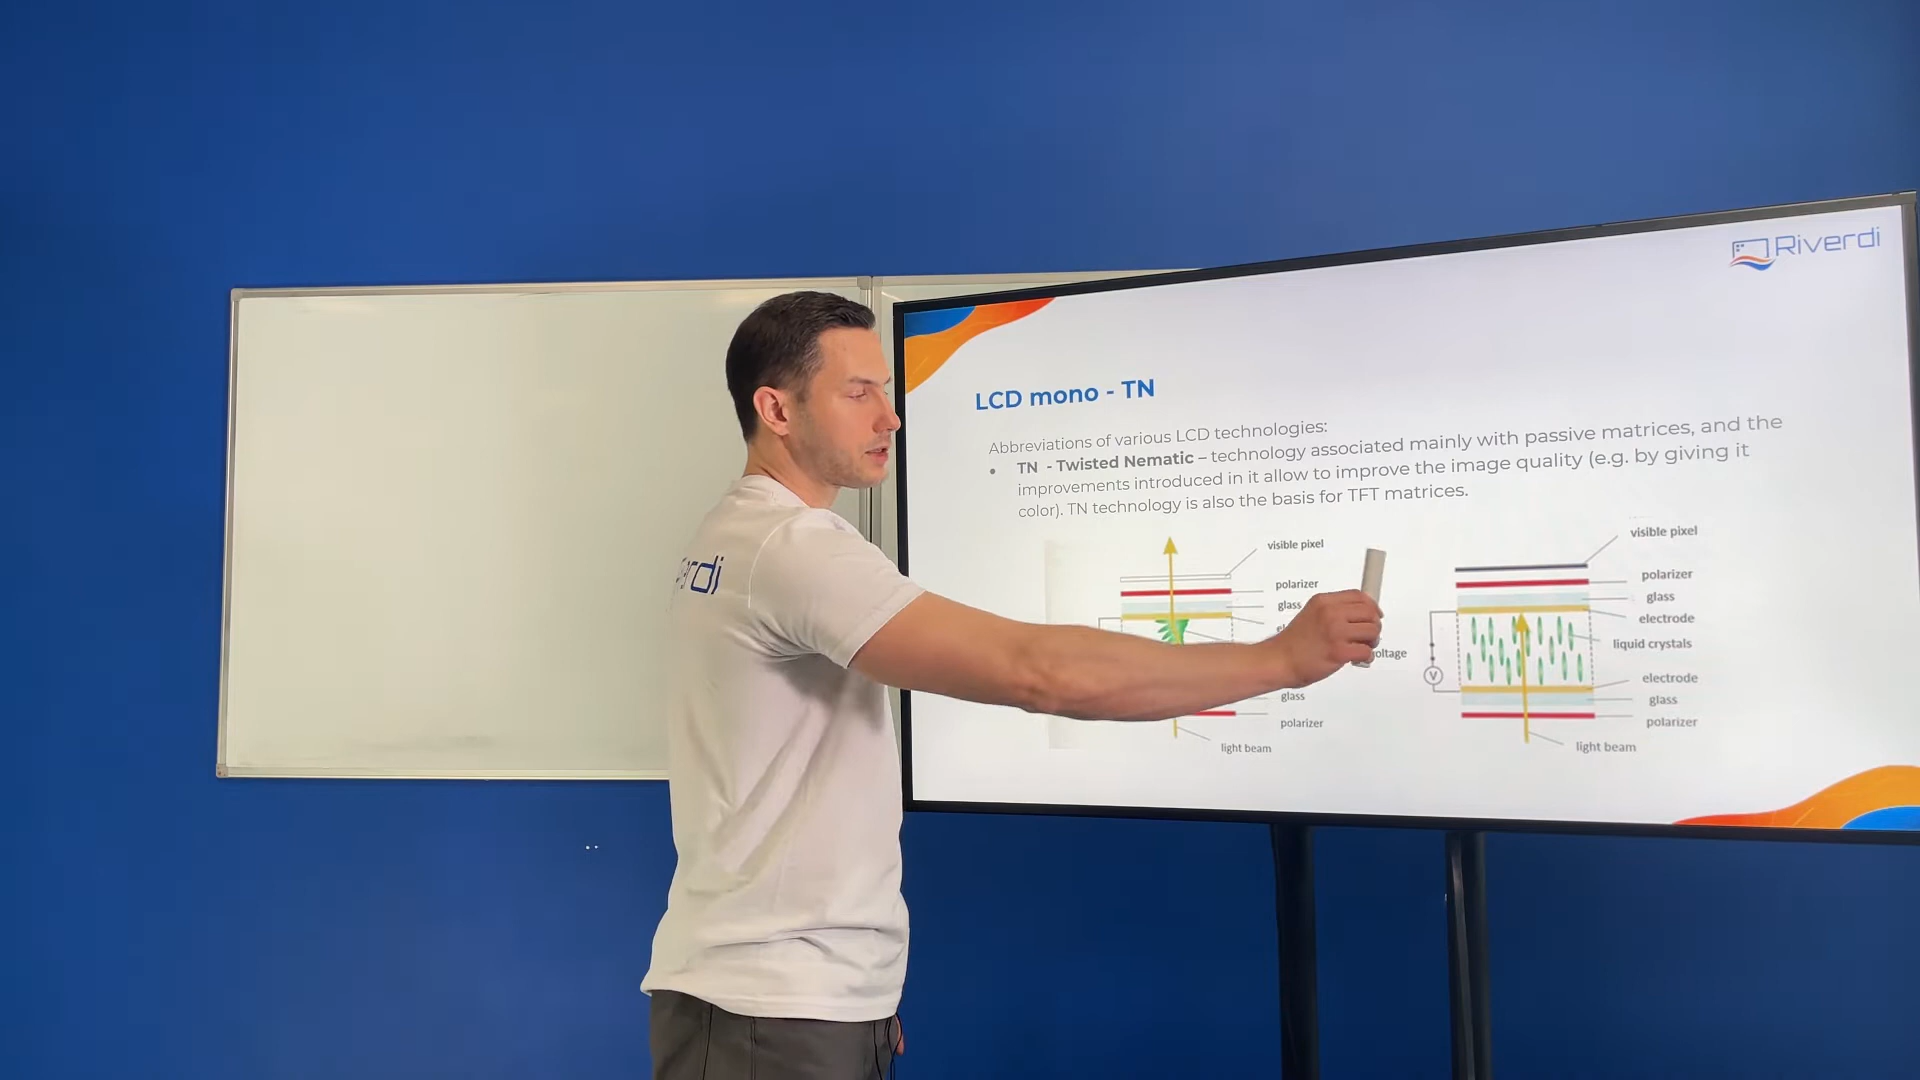 Riverdi
LCD mono - TN
Abbreviations of various LCD technologies:
• TN - Twisted Nematic – technology associated mainly with passive matrices, and the
improvements introduced in it allow to improve the image quality (e.g. by giving it
color). TN technology is also the basis for TFT matrices.
visible pixel
polarizer
glass
glass
polarizer
light beam
visible pixel
polarizer
glass
electrode
liquid crystals
V
electrode
glass
polarizer
light beam